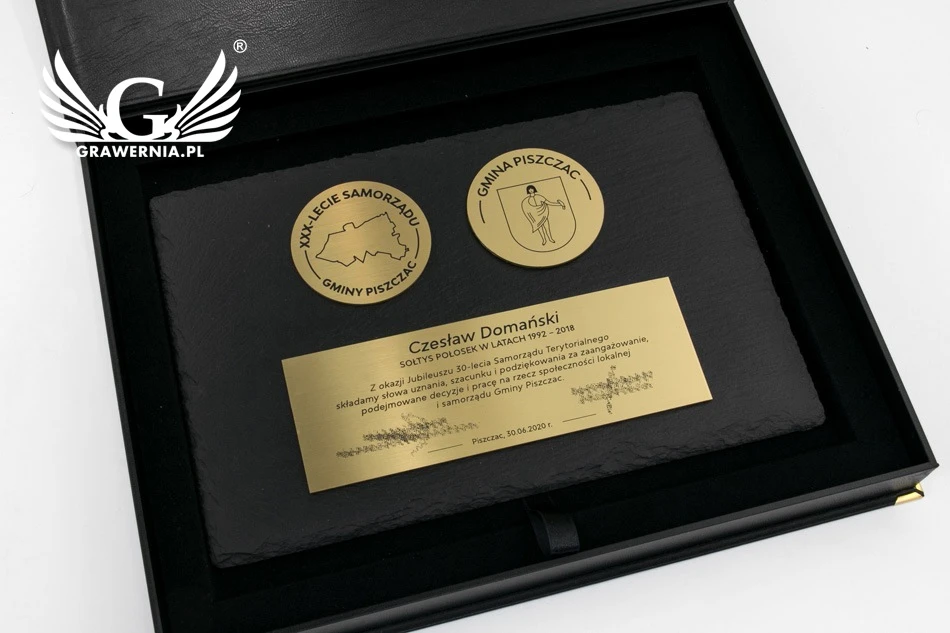 G
®
GRAWERNIA.PL
XXX-LECIE SAMORZĄDU
GMINY PISZCZAC
GMINA PISZCZAC
Czesław Domański
SOŁTYS POŁOSEK W LATACH 1992 – 2018
Z okazji Jubileuszu 30-lecia Samorządu Terytorialnego
składamy słowa uznania, szacunku i podziękowania za zaangażowanie,
podejmowane decyzje i pracę na rzecz społeczności lokalnej
i samorządu Gminy Piszczac.
Piszczac, 30.06.2020 r.